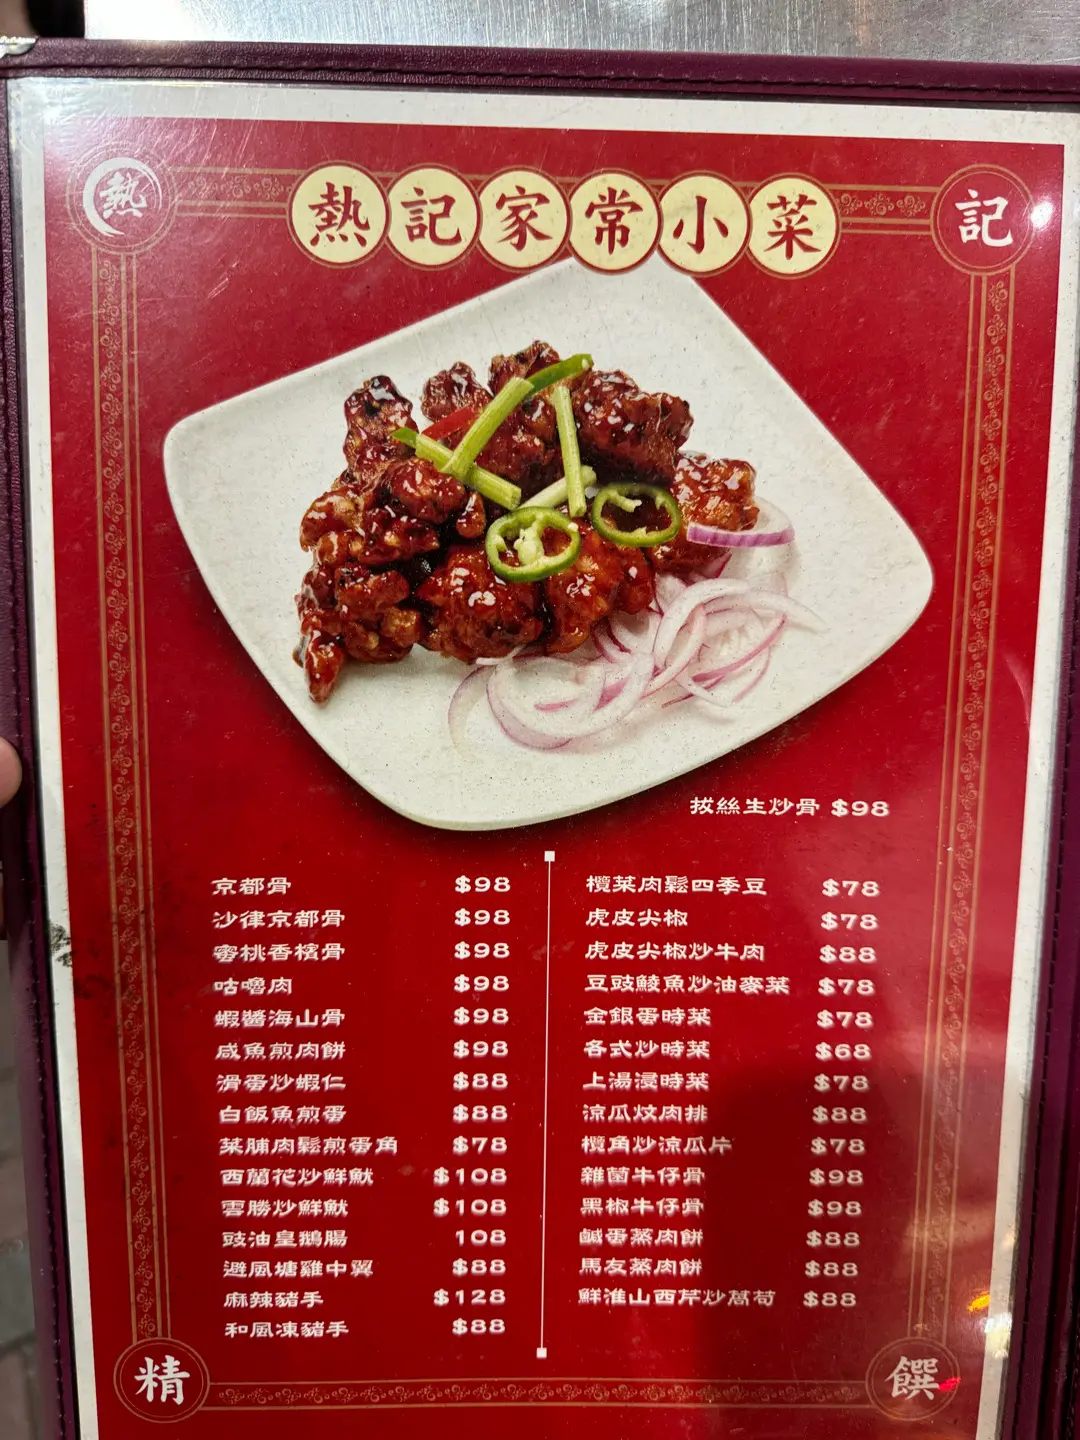 熱
熱記家常小菜
記
拔絲生炒骨 $98
京都骨 $98
沙律京都骨 $98
蜜桃香檳骨 $98
咕嚕肉 $98
蝦醬海山骨 $98
咸魚煎肉餅 $98
滑蛋炒蝦仁 $88
白飯魚煎蛋 $88
菜脯肉鬆煎蛋角 $78
西蘭花炒鮮魷 $108
雲勝炒鮮魷 $108
豉油皇鵝腸 108
避風塘雞中翼 $88
麻辣豬手 $128
和風凍豬手 $88
欖菜肉鬆四季豆 $78
虎皮尖椒 $78
虎皮尖椒炒牛肉 $88
豆豉鯪魚炒油麥菜 $78
金銀蛋時菜 $78
各式炒時菜 $68
上湯浸時菜 $78
涼瓜炆肉排 $88
欖角炒涼瓜片 $78
雜菌牛仔骨 $98
黑椒牛仔骨 $98
鹹蛋蒸肉餅 $88
馬友蒸肉餅 $88
鮮淮山西芹炒萵苟 $88
精
饌